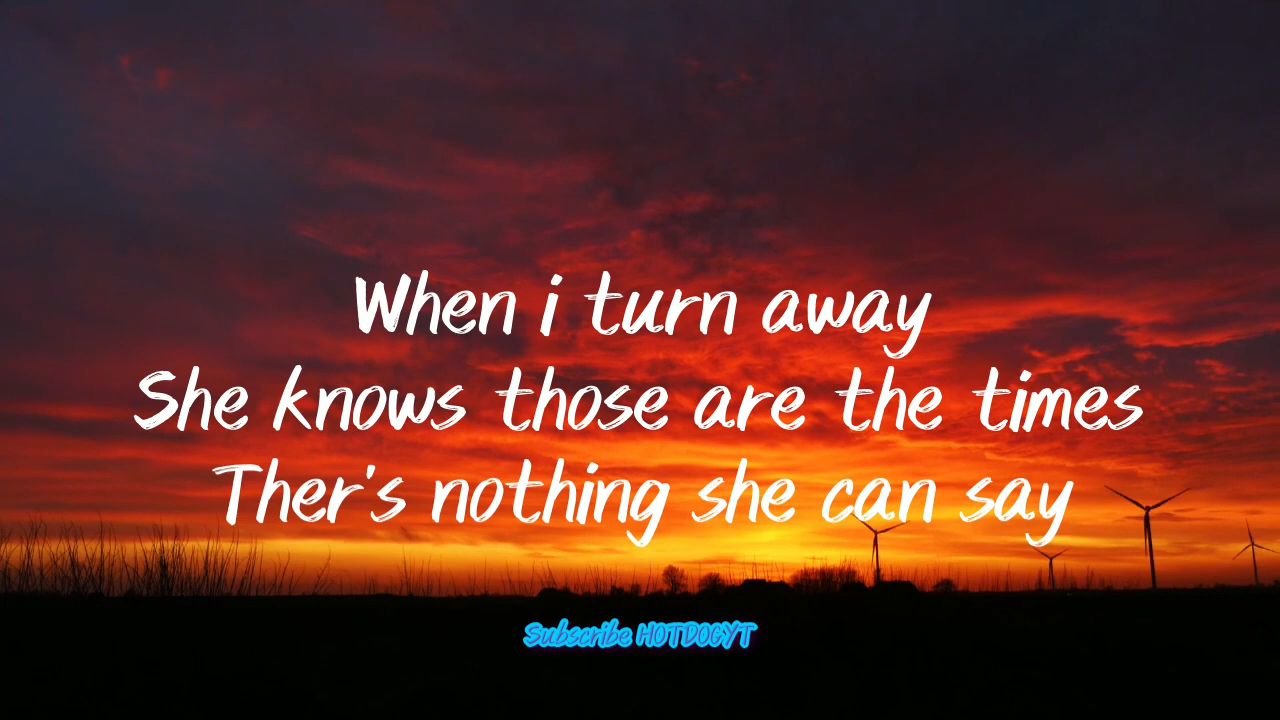 When i turn away
She knows those are the times
Ther's nothing she can say
Subscribe HOTDOGYT